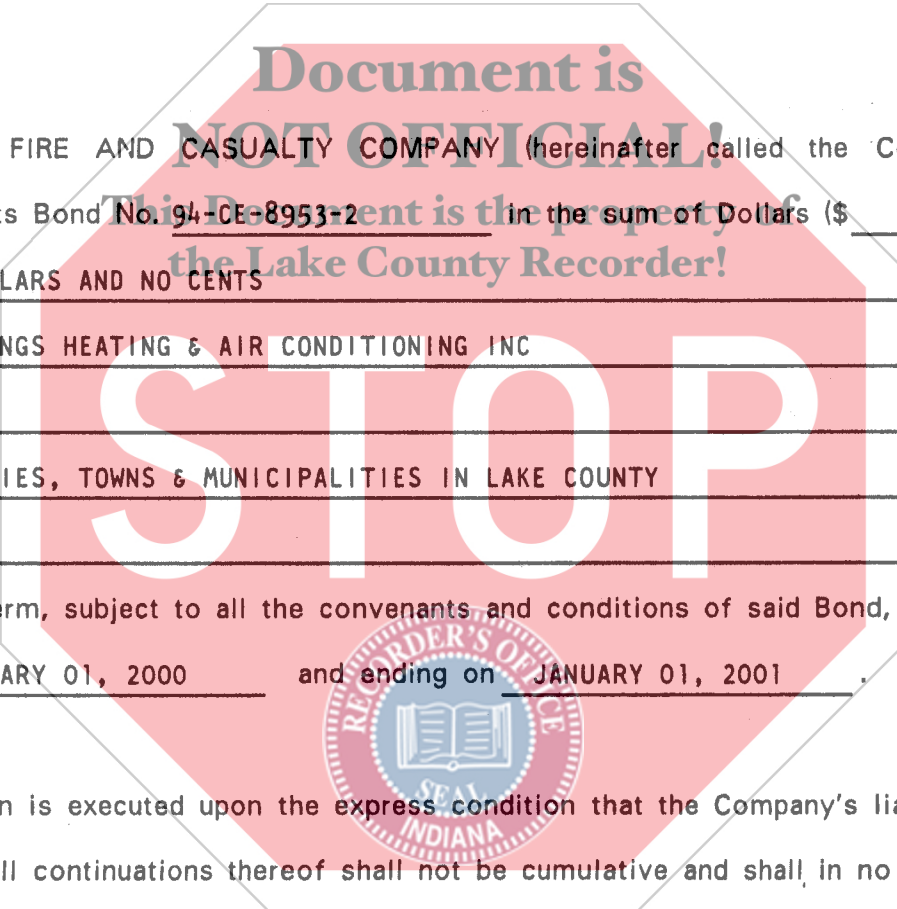 Document is
NOT OFFICIAL!
This Document is the property of
the Lake County Recorder!
FIRE AND CASUALTY COMPANY (hereinafter called the C
ts Bond No. 94-CE-8953-2 in the sum of Dollars ($
LARS AND NO CENTS
NGS HEATING & AIR CONDITIONING INC
STOP
IES, TOWNS & MUNICIPALITIES IN LAKE COUNTY
erm, subject to all the convenants and conditions of said Bond,
ARY 01, 2000 and ending on JANUARY 01, 2001.
RECORDER'S OFFICE
SEAL
INDIANA
n is executed upon the express condition that the Company's lia
ll continuations thereof shall not be cumulative and shall in no